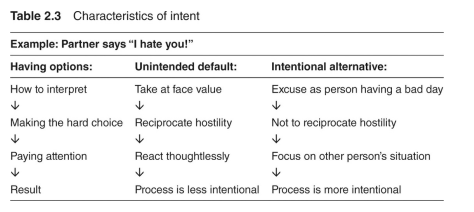 Table 2.3 Characteristics of intent
Example: Partner says “I hate you!”
Having options: Unintended default: Intentional alternative:
How to interpret Take at face value Excuse as person having a bad day
↓ ↓ ↓
Making the hard choice Reciprocate hostility Not to reciprocate hostility
↓ ↓ ↓
Paying attention React thoughtlessly Focus on other person’s situation
↓ ↓ ↓
Result Process is less intentional Process is more intentional